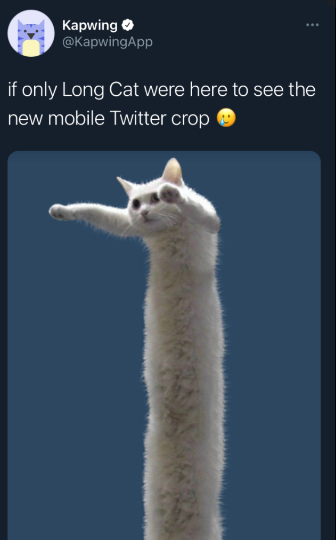 Kapwing
@KapwingApp
if only Long Cat were here to see the
new mobile Twitter crop 🥲